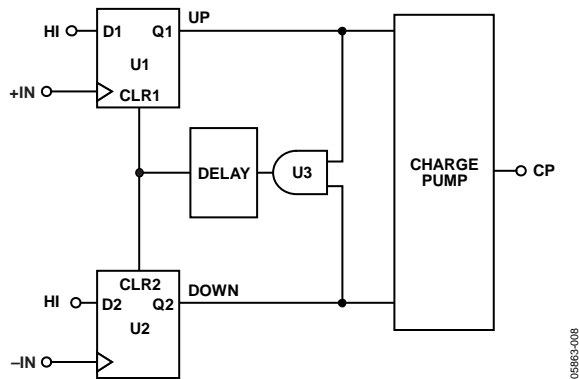 UP
HI
D1
Q1
U1
+IN
CLR1
DELAY
U3
CHARGE
PUMP
CP
CLR2
DOWN
HI
D2
Q2
U2
–IN
05863-008